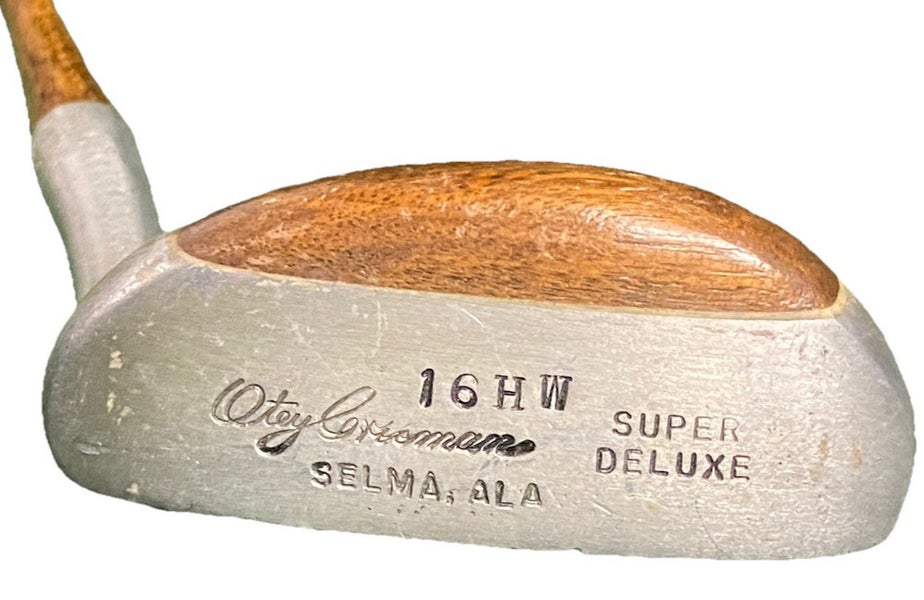 16HW
Otey Crisman
SELMA, ALA
SUPER
DELUXE